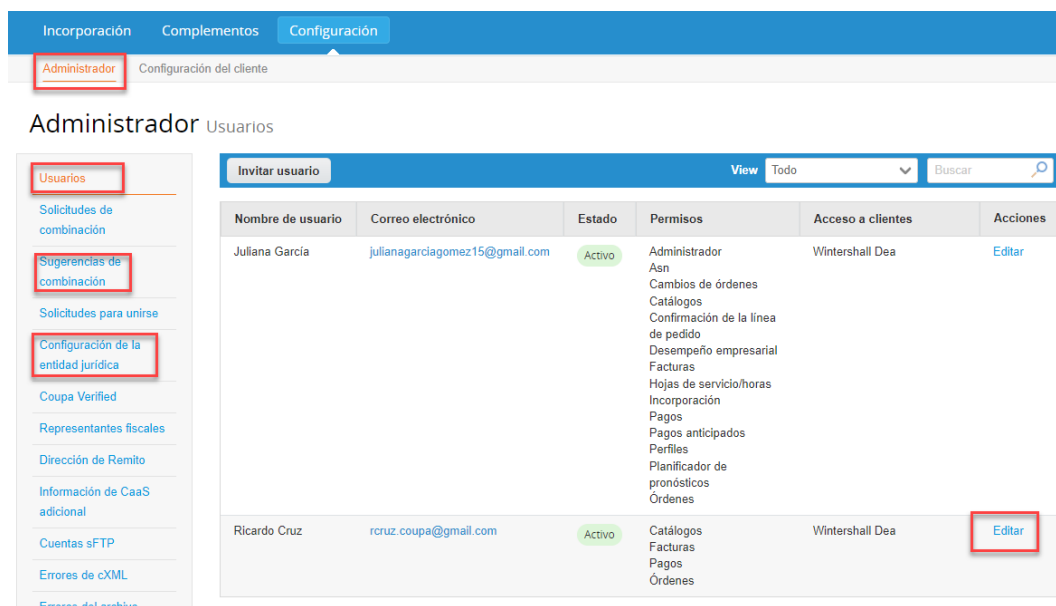 Incorporación Complementos Configuración
Administrador Configuración del cliente
Administrador Usuarios
Usuarios
Solicitudes de
combinación
Sugerencias de
combinación
Solicitudes para unirse
Configuración de la
entidad jurídica
Coupa Verified
Representantes fiscales
Dirección de Remito
Información de CaaS
adicional
Cuentas sFTP
Errores de cXML
Errores del archivo
Invitar usuario View Todo Buscar
Nombre de usuario Correo electrónico Estado Permisos Acceso a clientes Acciones
Juliana García julianagarciagomez15@gmail.com Activo Administrador Wintershall Dea Editar
Asn
Cambios de órdenes
Catálogos
Confirmación de la línea
de pedido
Desempeño empresarial
Facturas
Hojas de servicio/horas
Incorporación
Pagos
Pagos anticipados
Perfiles
Planificador de
pronósticos
Órdenes
Ricardo Cruz rcruz.coupa@gmail.com Activo Catálogos Wintershall Dea Editar
Facturas
Pagos
Órdenes